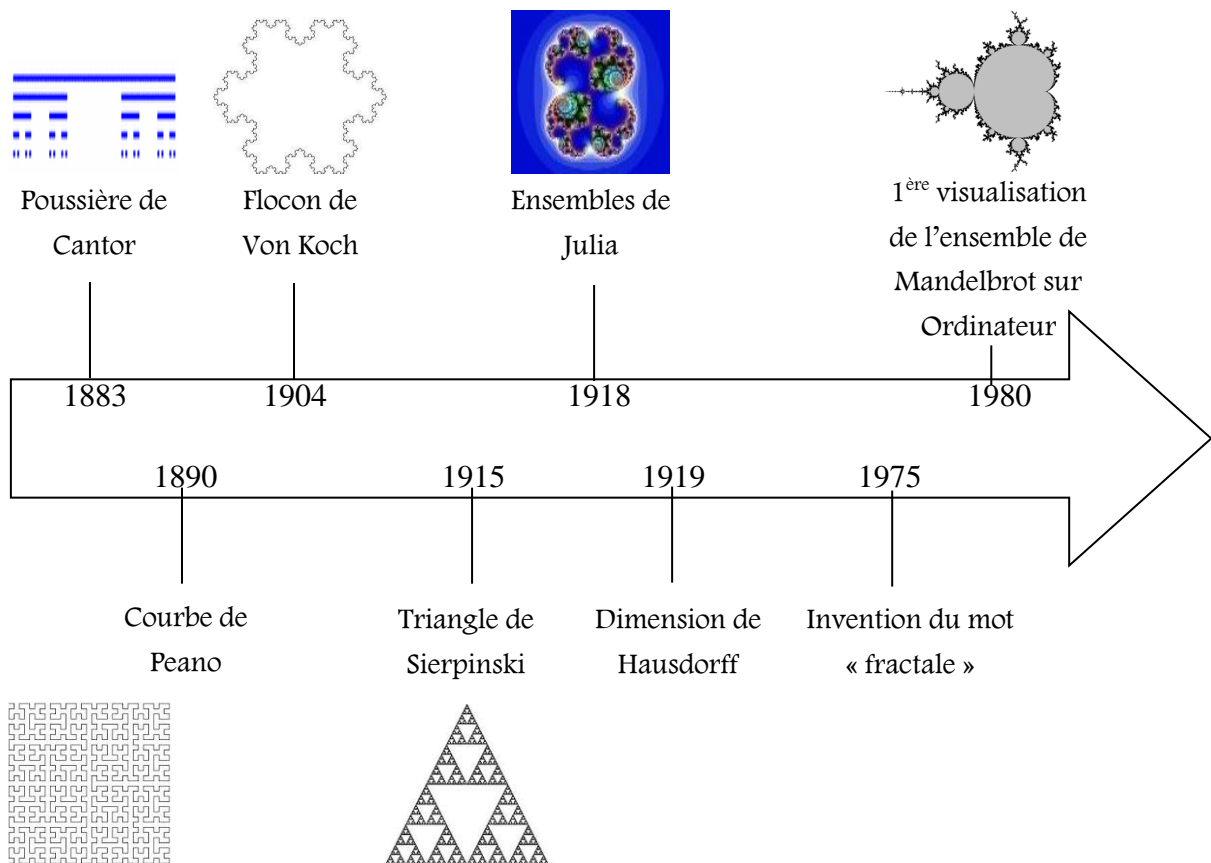 Poussière de
Cantor
Flocon de
Von Koch
Ensembles de
Julia
1ère visualisation
de l'ensemble de
Mandelbrot sur
Ordinateur
1883
1904
1918
1980
1890
1915
1919
1975
Courbe de
Peano
Triangle de
Sierpinski
Dimension de
Hausdorff
Invention du mot
« fractale »